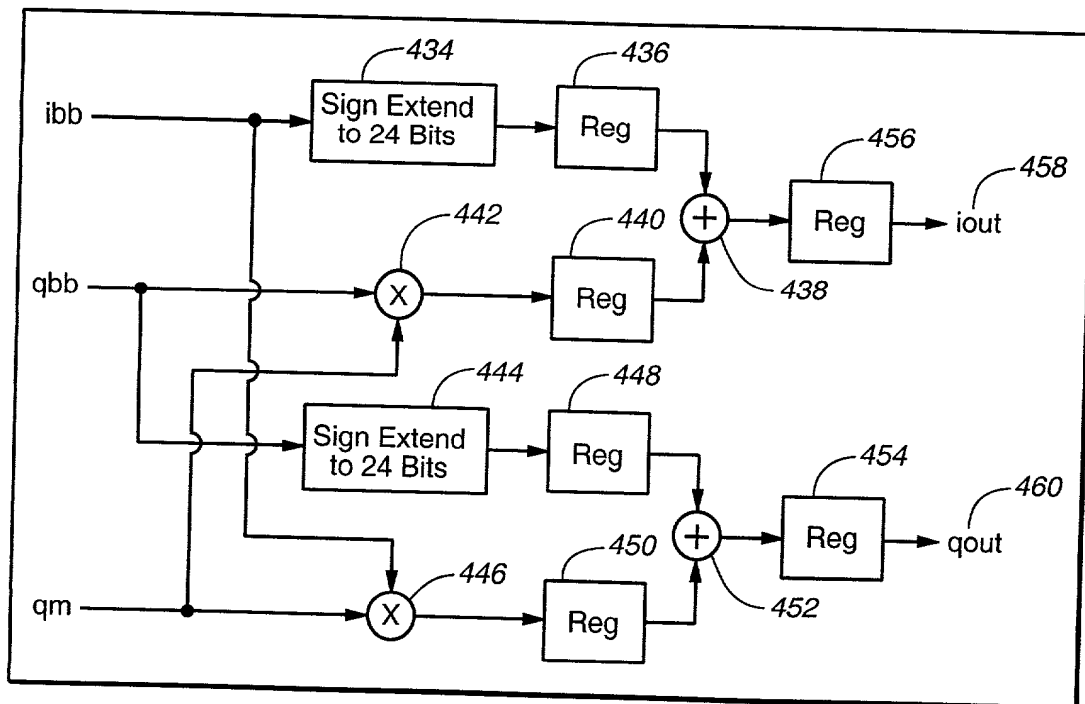 434
436
ibb
Sign Extend
to 24 Bits
Reg
456
458
442
440
+
Reg
iout
qbb
X
Reg
438
444
448
Sign Extend
to 24 Bits
Reg
454
460
450
+
Reg
qout
446
qm
X
Reg
452